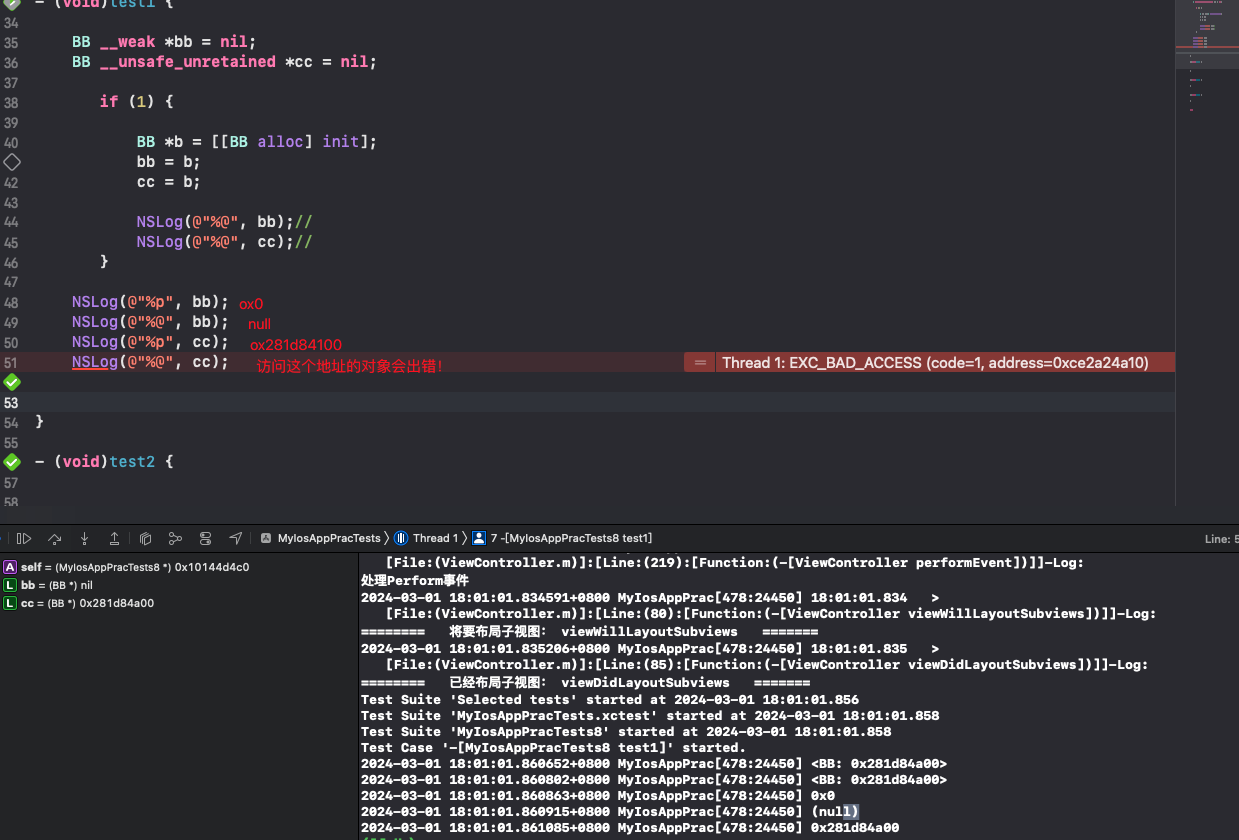 - (void)test1 {
34
35 BB __weak *bb = nil;
36 BB __unsafe_unretained *cc = nil;
37
38 if (1) {
39
40 BB *b = [[BB alloc] init];
bb = b;
42 cc = b;
43
44 NSLog(@"%@", bb);//
45 NSLog(@"%@", cc);//
46 }
47
48 NSLog(@"%p", bb); ox0
49 NSLog(@"%@", bb); null
50 NSLog(@"%p", cc); ox281d84100
51 NSLog(@"%@", cc); 访问这个地址的对象会出错！ = Thread 1: EXC_BAD_ACCESS (code=1, address=0xce2a24a10)
53
54 }
55
- (void)test2 {
57
58
MyIosAppPracTests 〉 Thread 1 〉 7 -[MyIosAppPracTests8 test1]
Line: 5
A self = (MyIosAppPracTests8 *) 0x10144d4c0
L bb = (BB *) nil
L cc = (BB *) 0x281d84a00
[File:(ViewController.m)]:[Line:(219):[Function:(-[ViewController performEvent])]]-Log:
处理Perform事件
2024-03-01 18:01:01.834591+0800 MyIosAppPrac[478:24450] 18:01:01.834 >
[File:(ViewController.m)]:[Line:(80):[Function:(-[ViewController viewWillLayoutSubviews])]]-Log:
======== 将要布局子视图： viewWillLayoutSubviews =======
2024-03-01 18:01:01.835206+0800 MyIosAppPrac[478:24450] 18:01:01.835 >
[File:(ViewController.m)]:[Line:(85):[Function:(-[ViewController viewDidLayoutSubviews])]]-Log:
======== 已经布局子视图： viewDidLayoutSubviews =======
Test Suite 'Selected tests' started at 2024-03-01 18:01:01.856
Test Suite 'MyIosAppPracTests.xctest' started at 2024-03-01 18:01:01.858
Test Suite 'MyIosAppPracTests8' started at 2024-03-01 18:01:01.858
Test Case '-[MyIosAppPracTests8 test1]' started.
2024-03-01 18:01:01.860652+0800 MyIosAppPrac[478:24450] <BB: 0x281d84a00>
2024-03-01 18:01:01.860802+0800 MyIosAppPrac[478:24450] <BB: 0x281d84a00>
2024-03-01 18:01:01.860863+0800 MyIosAppPrac[478:24450] 0x0
2024-03-01 18:01:01.860915+0800 MyIosAppPrac[478:24450] (null)
2024-03-01 18:01:01.861085+0800 MyIosAppPrac[478:24450] 0x281d84a00